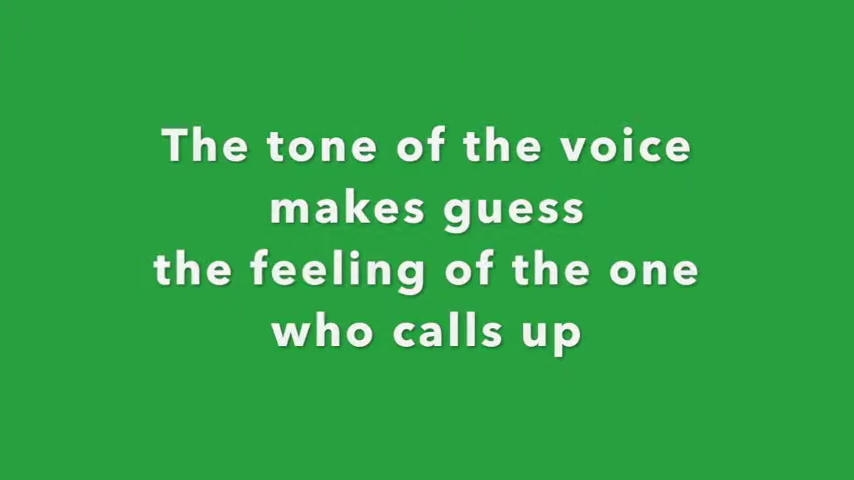 The tone of the voice
makes guess
the feeling of the one
who calls up